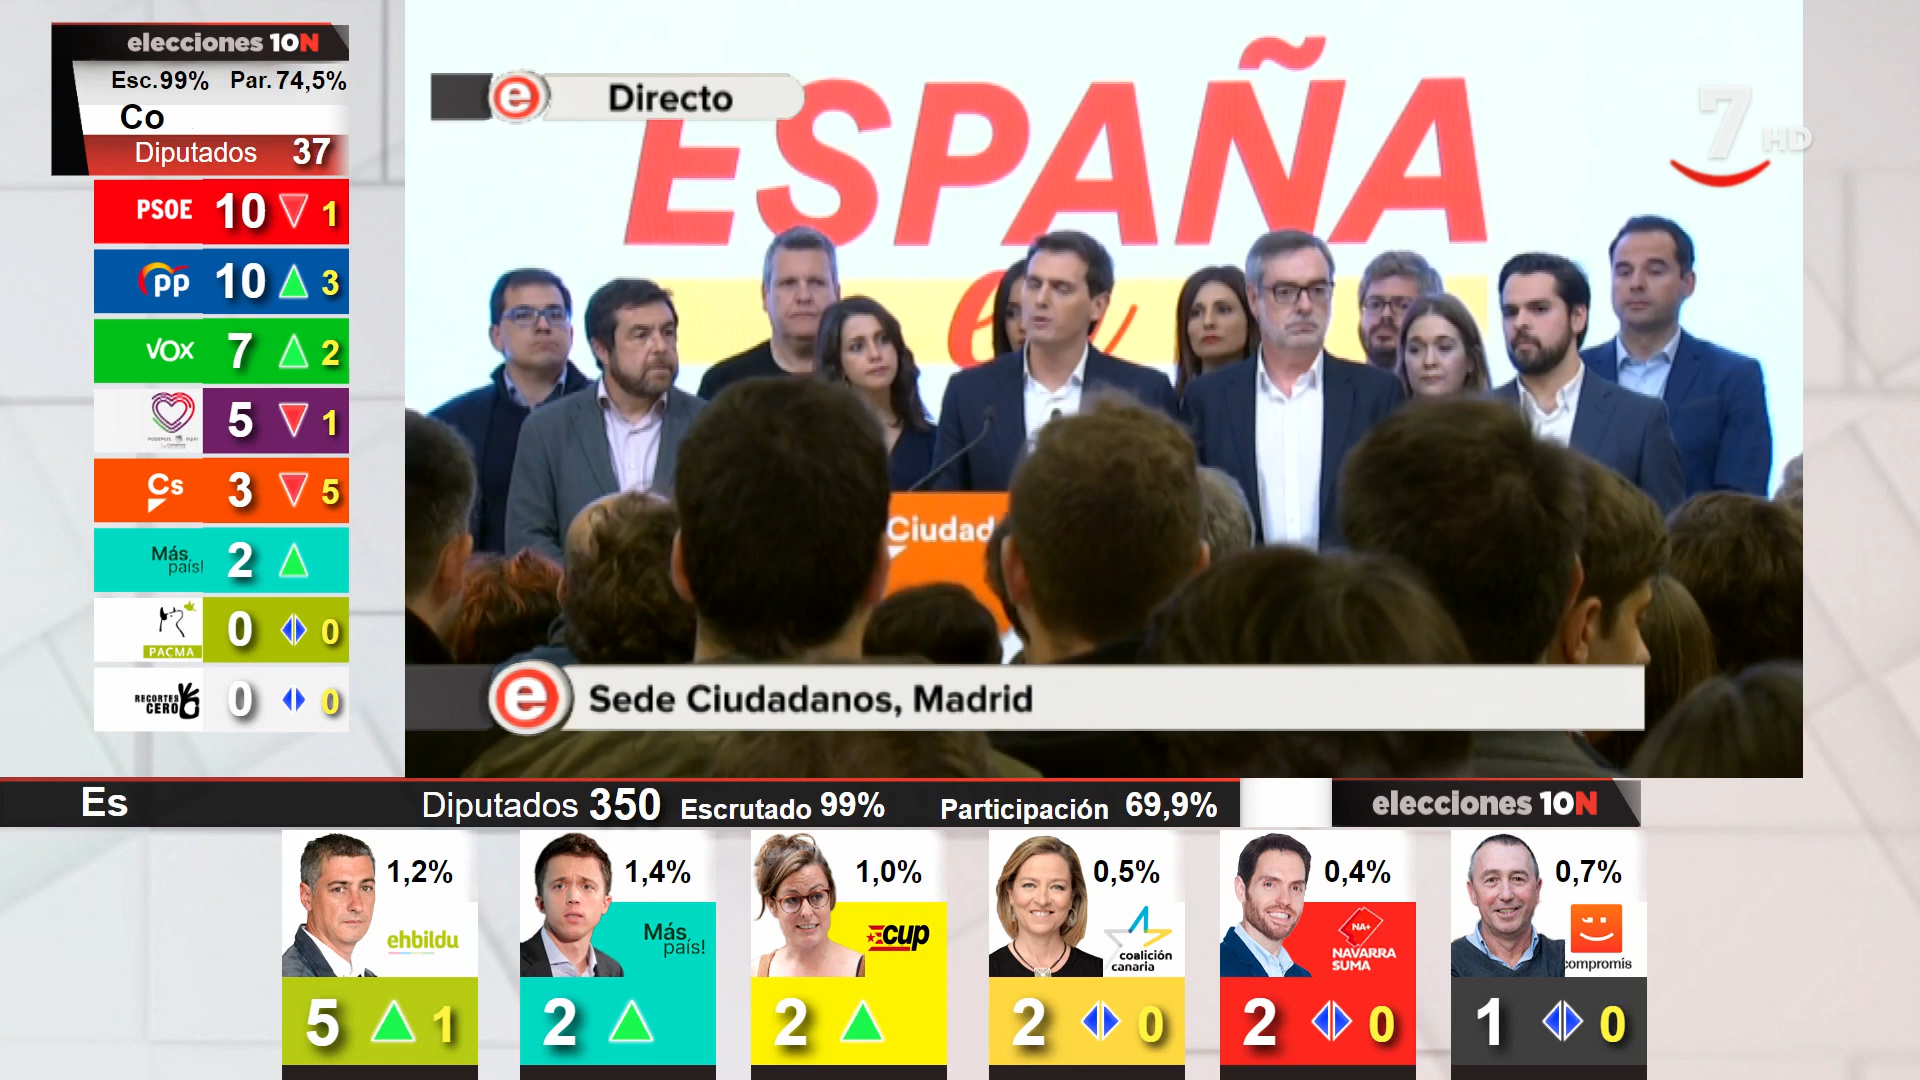 elecciones 10N
Esc. 99% Par. 74,5%
Co
Diputados 37
PSOE 10 1
PP 10 3
VOX 7 2
5 1
Cs 3 5
Más país! 2
PACMA 0 0
RECORTES CERO 0 0
e Directo
ESPAÑA
7 HD
Ciudad
e Sede Ciudadanos, Madrid
Es Diputados 350 Escrutado 99% Participación 69,9% elecciones 10N
1,2% ehbildu 5 1
1,4% Más país! 2
1,0% cup 2
0,5% coalición canaria 2 0
0,4% NA+ NAVARRA SUMA 2 0
0,7% compromís 1 0